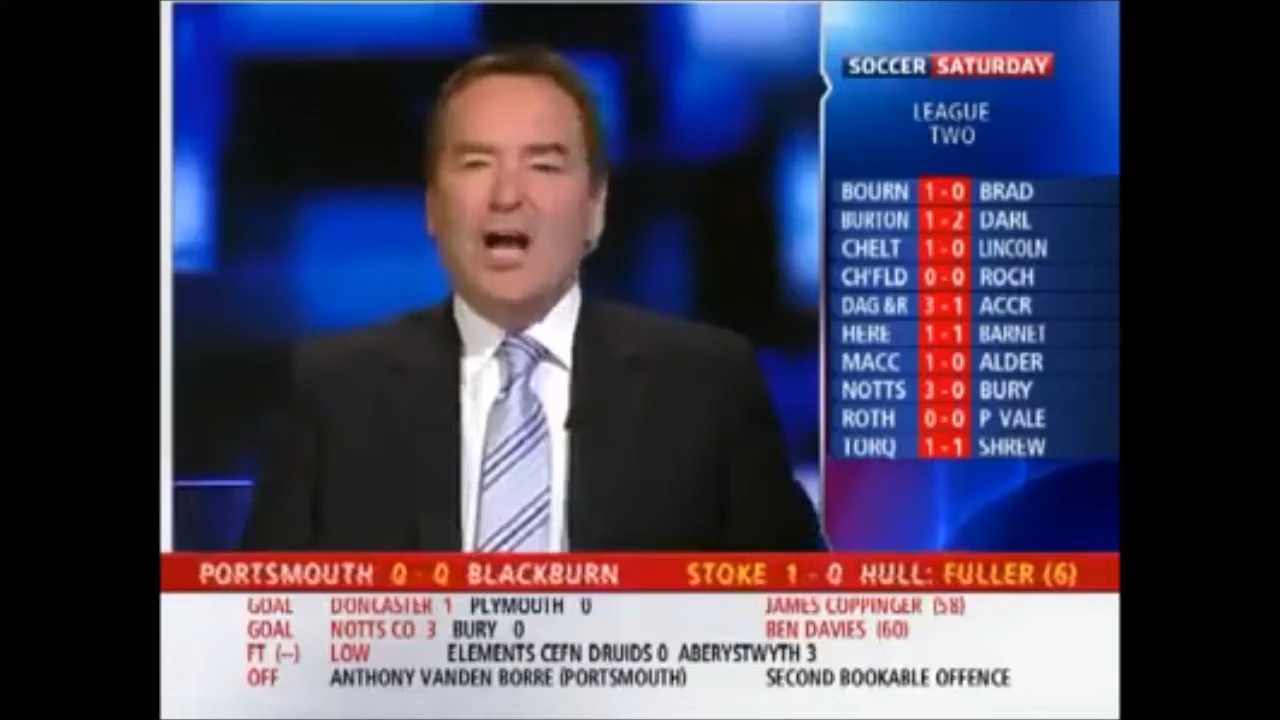 SOCCER SATURDAY
LEAGUE
TWO
BOURN 1 - 0 BRAD
BURTON 1 - 2 DARL
CHELT 1 - 0 LINCOLN
CH'FLD 0 - 0 ROCH
DAG &R 3 - 1 ACCR
HERE 1 - 1 BARNET
MACC 1 - 0 ALDER
NOTTS 3 - 0 BURY
ROTH 0 - 0 P VALE
TORQ 1 - 1 SHREW
PORTSMOUTH 0 - 0 BLACKBURN STOKE 1 - 0 HULL: FULLER (6)
GOAL DONCASTER 1 PLYMOUTH 0 JAMES COPPINGER (58)
GOAL NOTTS CO 3 BURY 0 BEN DAVIES (60)
FT (--) LOW ELEMENTS CEFN DRUIDS 0 ABERYSTWYTH 3
OFF ANTHONY VANDEN BORRE (PORTSMOUTH) SECOND BOOKABLE OFFENCE